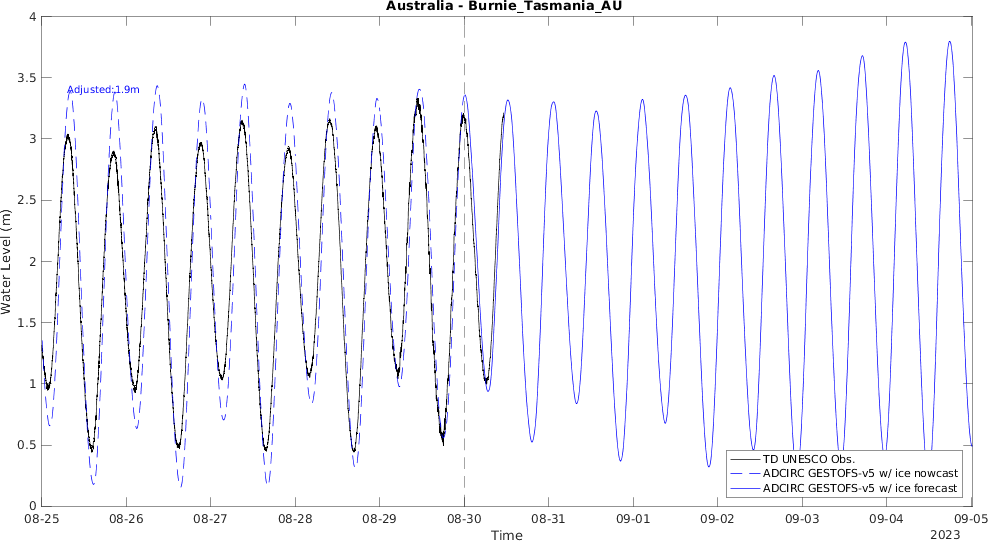 Australia - Burnie_Tasmania_AU
4
3.5
3
2.5
2
1.5
1
0.5
0
Water Level (m)
Adjusted:1.9m
TD UNESCO Obs.
ADCIRC GESTOFS-v5 w/ ice nowcast
ADCIRC GESTOFS-v5 w/ ice forecast
08-25 08-26 08-27 08-28 08-29 08-30 08-31 09-01 09-02 09-03 09-04 09-05
Time
2023